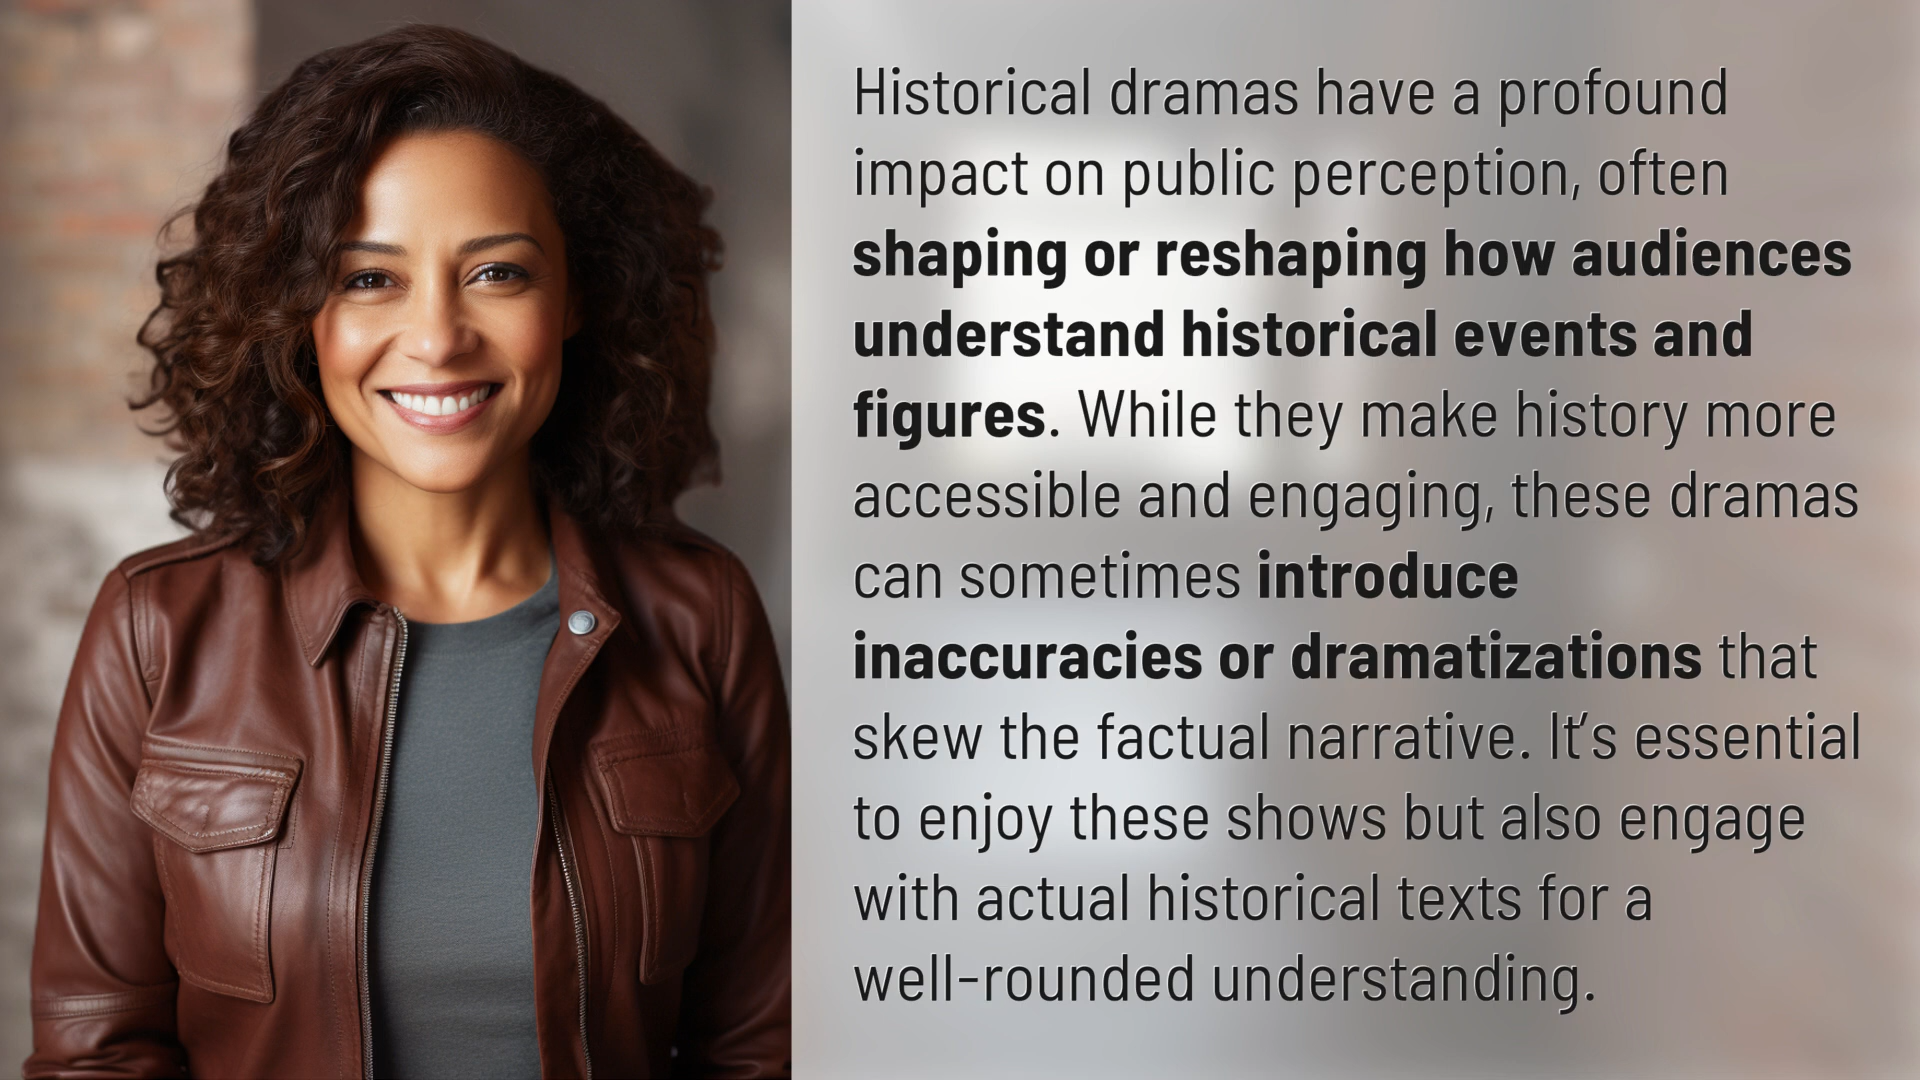 Historical dramas have a profound
impact on public perception, often
shaping or reshaping how audiences
understand historical events and
figures. While they make history more
accessible and engaging, these dramas
can sometimes introduce
inaccuracies or dramatizations that
skew the factual narrative. It’s essential
to enjoy these shows but also engage
with actual historical texts for a
well-rounded understanding.